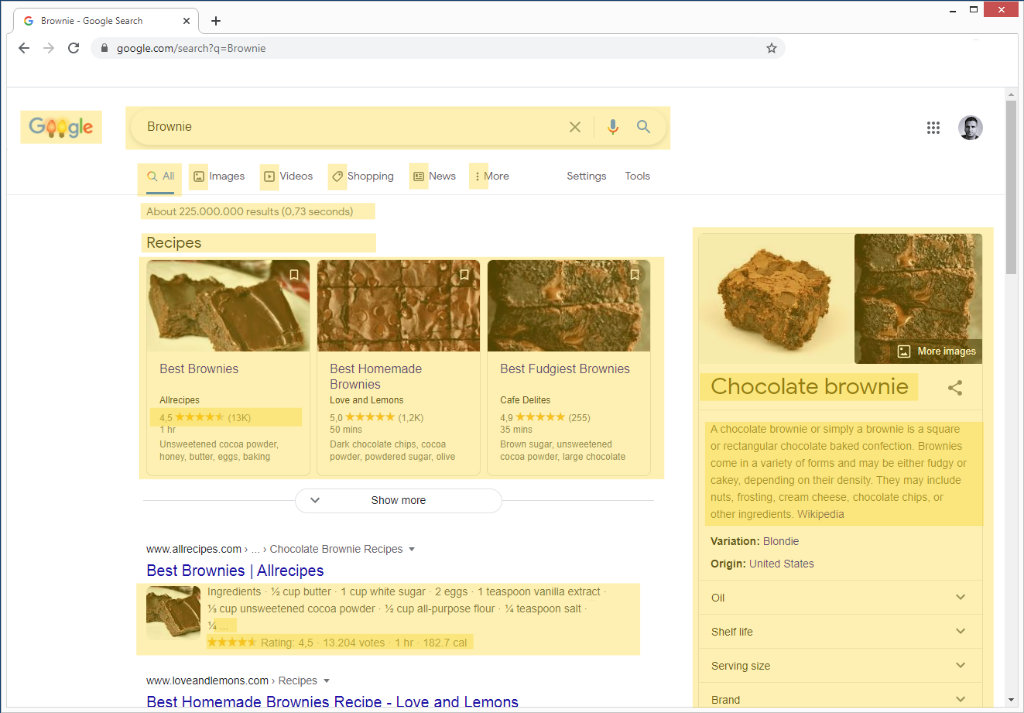 Brownie - Google Search
google.com/search?q=Brownie
Google
Brownie
All Images Videos Shopping News More Settings Tools
About 225.000.000 results (0,73 seconds)
Recipes
Best Brownies
Allrecipes
4.5 (13K)
1 hr
Unsweetened cocoa powder,
honey, butter, eggs, baking
Best Homemade
Brownies
Love and Lemons
5,0 (1,2K)
50 mins
Dark chocolate chips, cocoa
powder, powdered sugar, olive
Best Fudgiest Brownies
Cafe Delites
4,9 (255)
35 mins
Brown sugar, unsweetened
cocoa powder, large chocolate
Show more
www.allrecipes.com › ... › Chocolate Brownie Recipes
Best Brownies | Allrecipes
Ingredients · ½ cup butter · 1 cup white sugar · 2 eggs · 1 teaspoon vanilla extract ·
⅓ cup unsweetened cocoa powder · ½ cup all-purpose flour · ¼ teaspoon salt ·
¼ ...
Rating: 4,5 · 13.204 votes · 1 hr · 182.7 cal
www.loveandlemons.com › Recipes
Best Homemade Brownies Recipe - Love and Lemons
More images
Chocolate brownie
A chocolate brownie or simply a brownie is a square
or rectangular chocolate baked confection. Brownies
come in a variety of forms and may be either fudgy or
cakey, depending on their density. They may include
nuts, frosting, cream cheese, chocolate chips, or
other ingredients. Wikipedia
Variation: Blondie
Origin: United States
Oil
Shelf life
Serving size
Brand